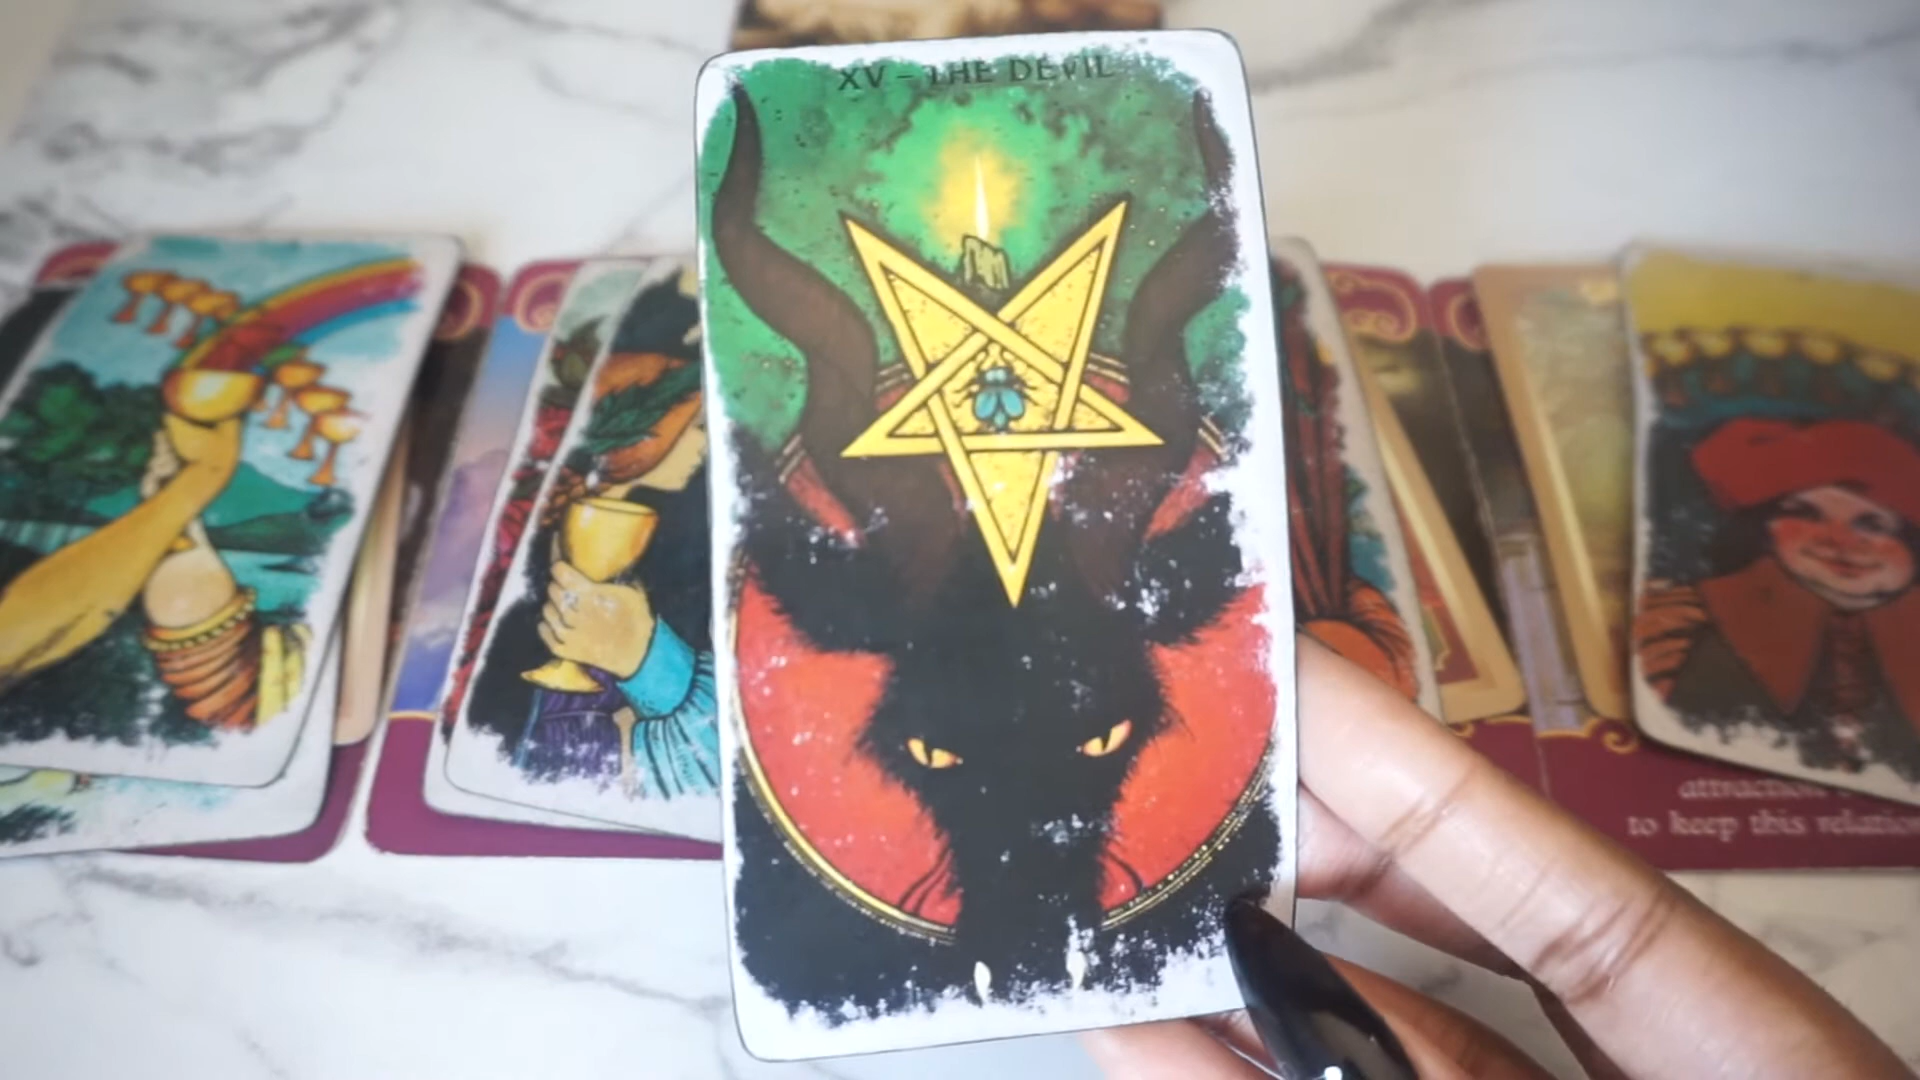 XV - THE DEVIL
attraction
to keep this relation